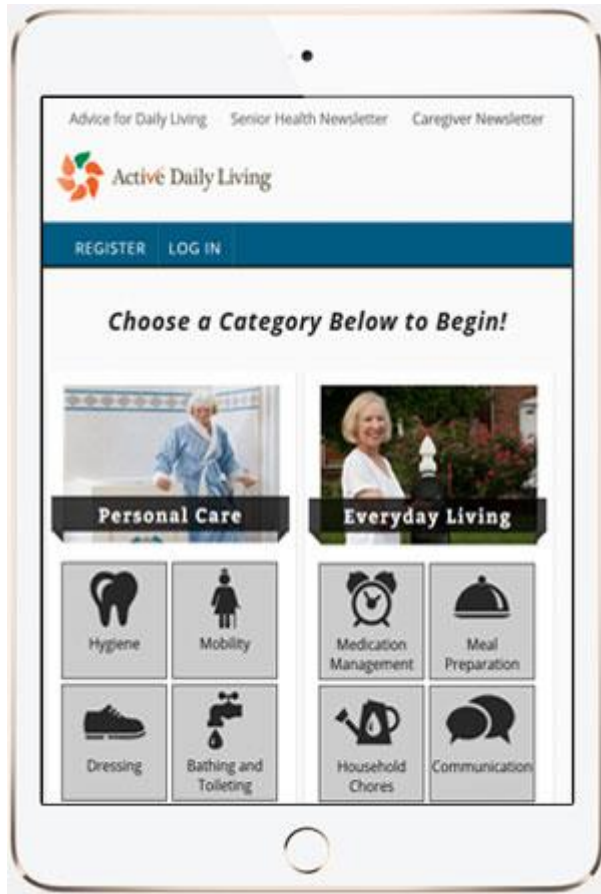 Advice for Daily Living Senior Health Newsletter Caregiver Newsletter
Active Daily Living
REGISTER LOG IN
Choose a Category Below to Begin!
Personal Care
Everyday Living
Hygiene
Mobility
Dressing
Bathing and
Toileting
Medication
Management
Meal
Preparation
Household
Chores
Communication